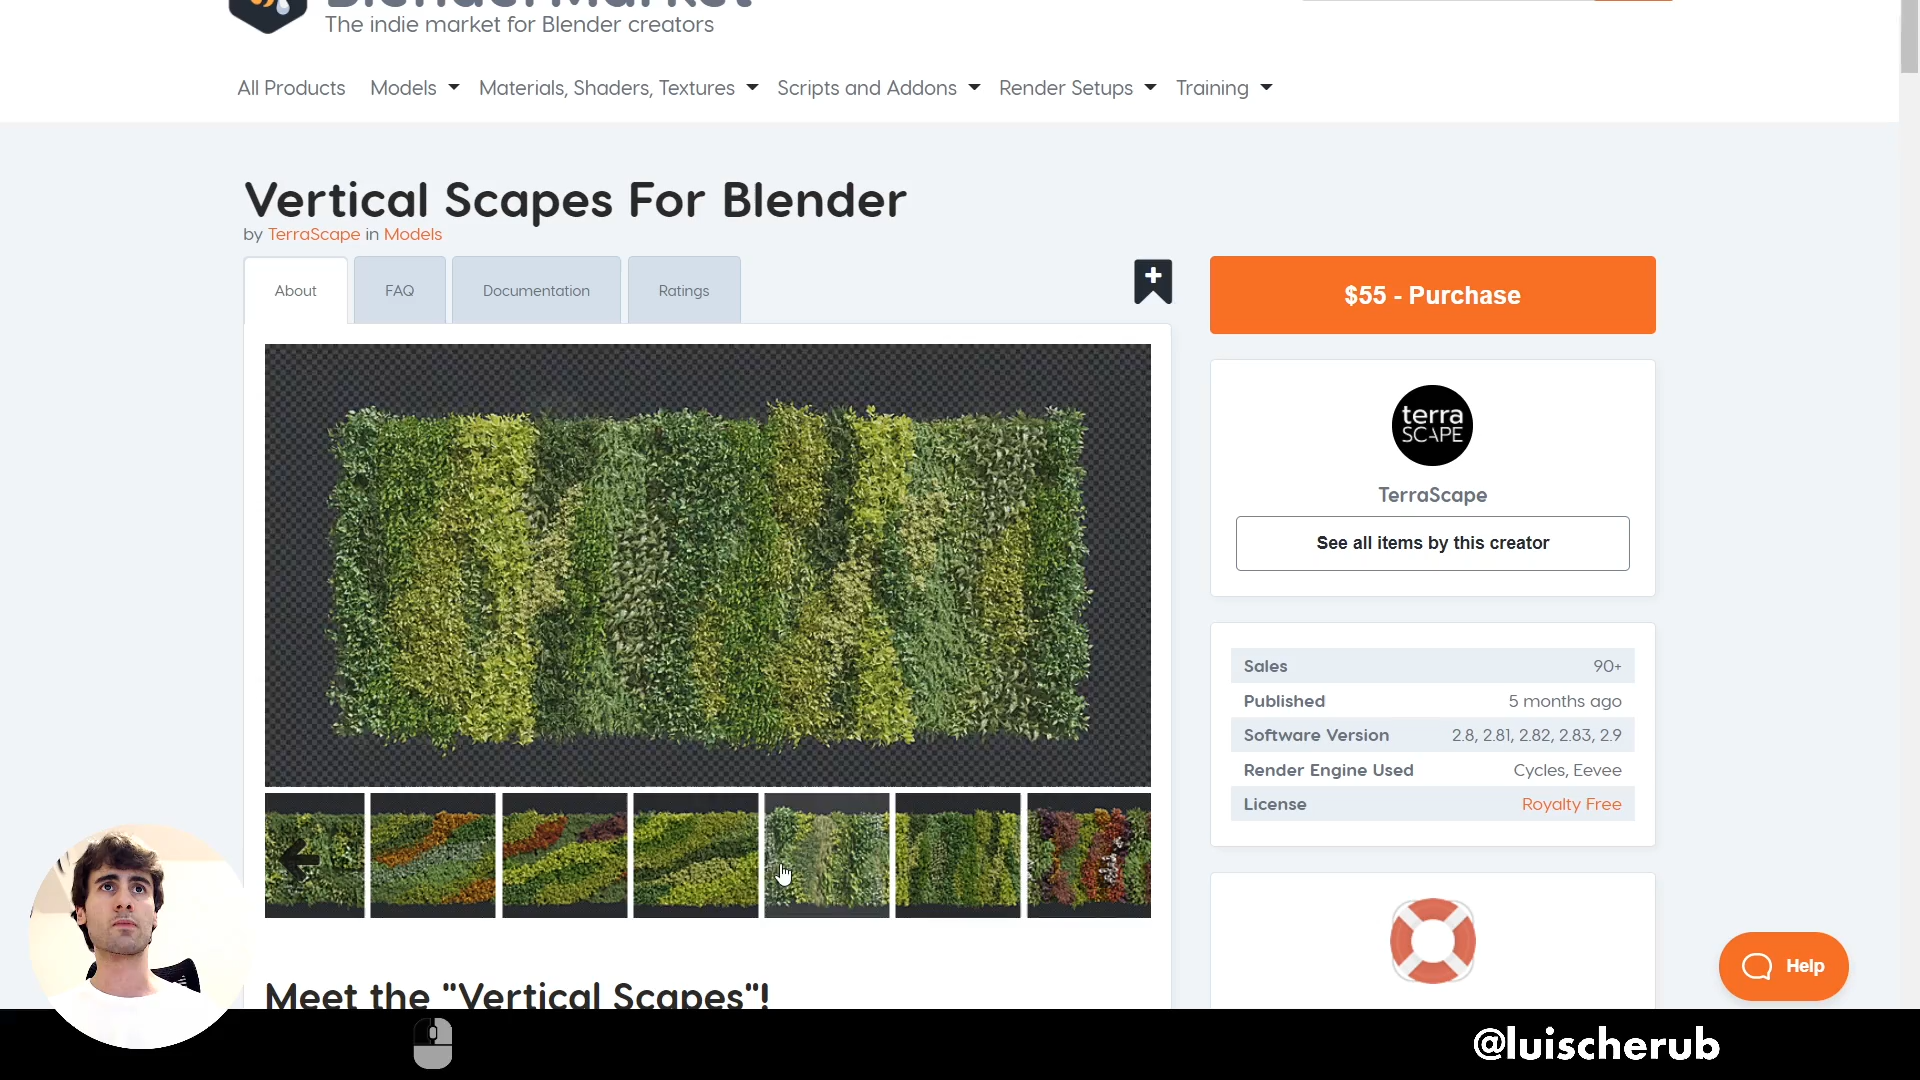 The indie market for Blender creators
All Products Models Materials, Shaders, Textures Scripts and Addons Render Setups Training
Vertical Scapes For Blender
by TerraScape in Models
About FAQ Documentation Ratings
$55 - Purchase
terra
SCAPE
TerraScape
See all items by this creator
Sales 90+
Published 5 months ago
Software Version 2.8, 2.81, 2.82, 2.83, 2.9
Render Engine Used Cycles, Eevee
License Royalty Free
Help
Meet the "Vertical Scapes"!
@luischerub